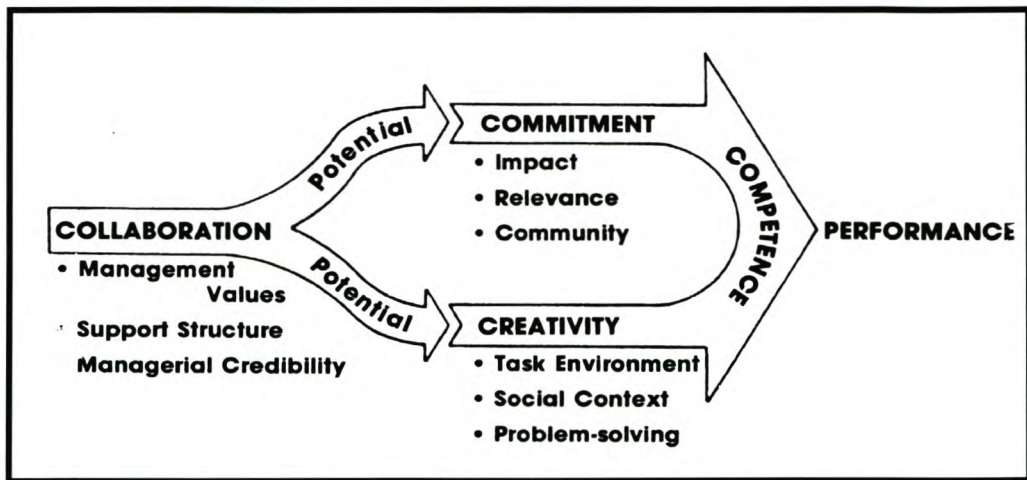 COLLABORATION
• Management
Values
Support Structure
Managerial Credibility
Potential
Potential
COMMITMENT
• Impact
• Relevance
• Community
CREATIVITY
• Task Environment
• Social Context
• Problem-solving
COMPETENCE
PERFORMANCE